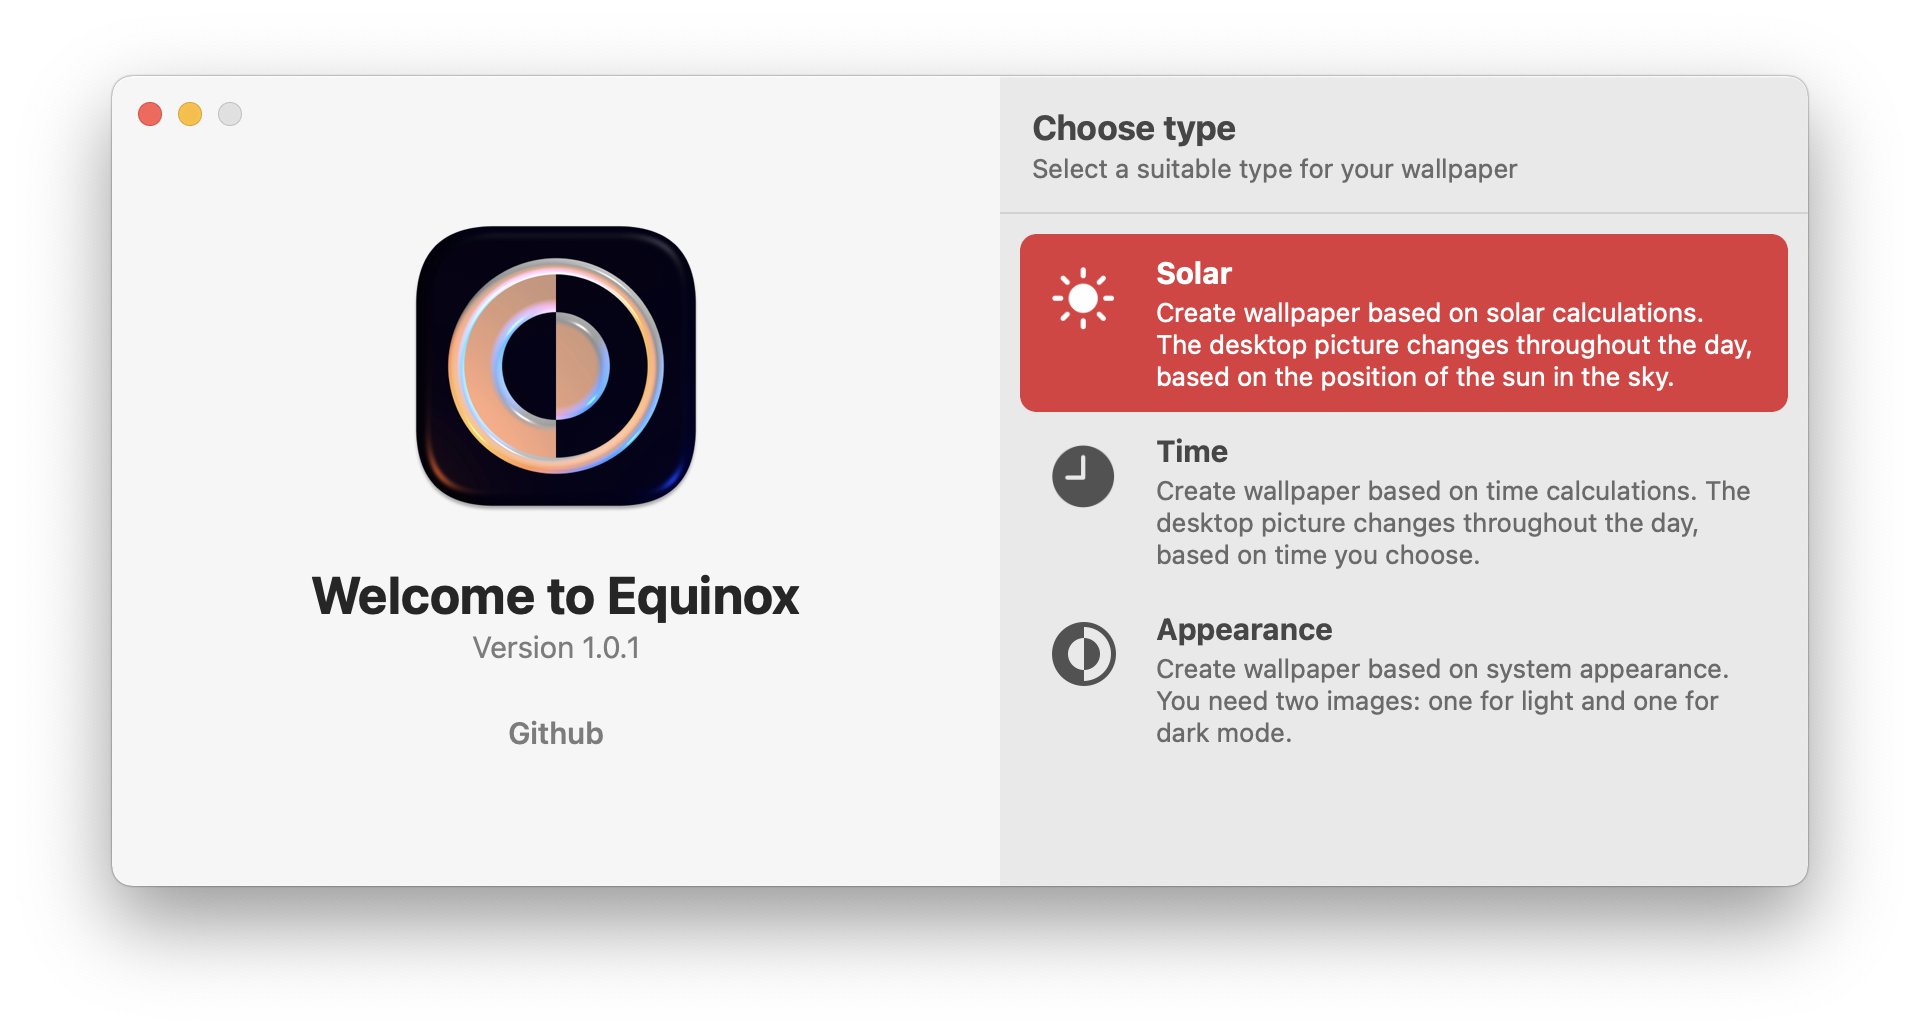 Welcome to Equinox
Version 1.0.1
Github
Choose type
Select a suitable type for your wallpaper
Solar
Create wallpaper based on solar calculations.
The desktop picture changes throughout the day,
based on the position of the sun in the sky.
Time
Create wallpaper based on time calculations. The
desktop picture changes throughout the day,
based on time you choose.
Appearance
Create wallpaper based on system appearance.
You need two images: one for light and one for
dark mode.